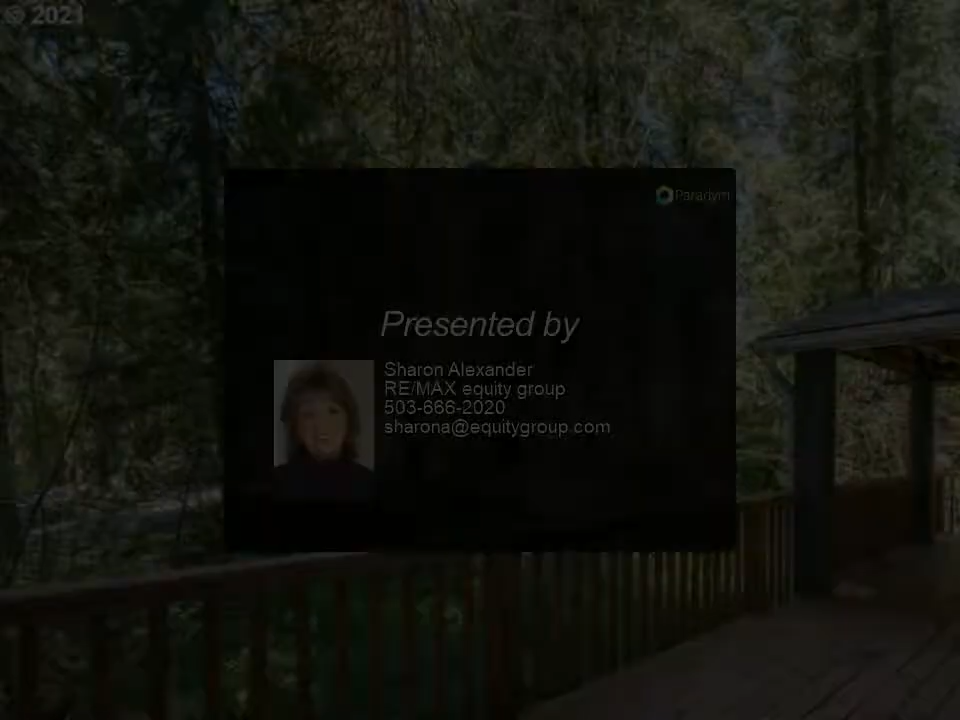 © 2021
Paradym
Presented by
Sharon Alexander
RE/MAX equity group
503-666-2020
sharona@equitygroup.com